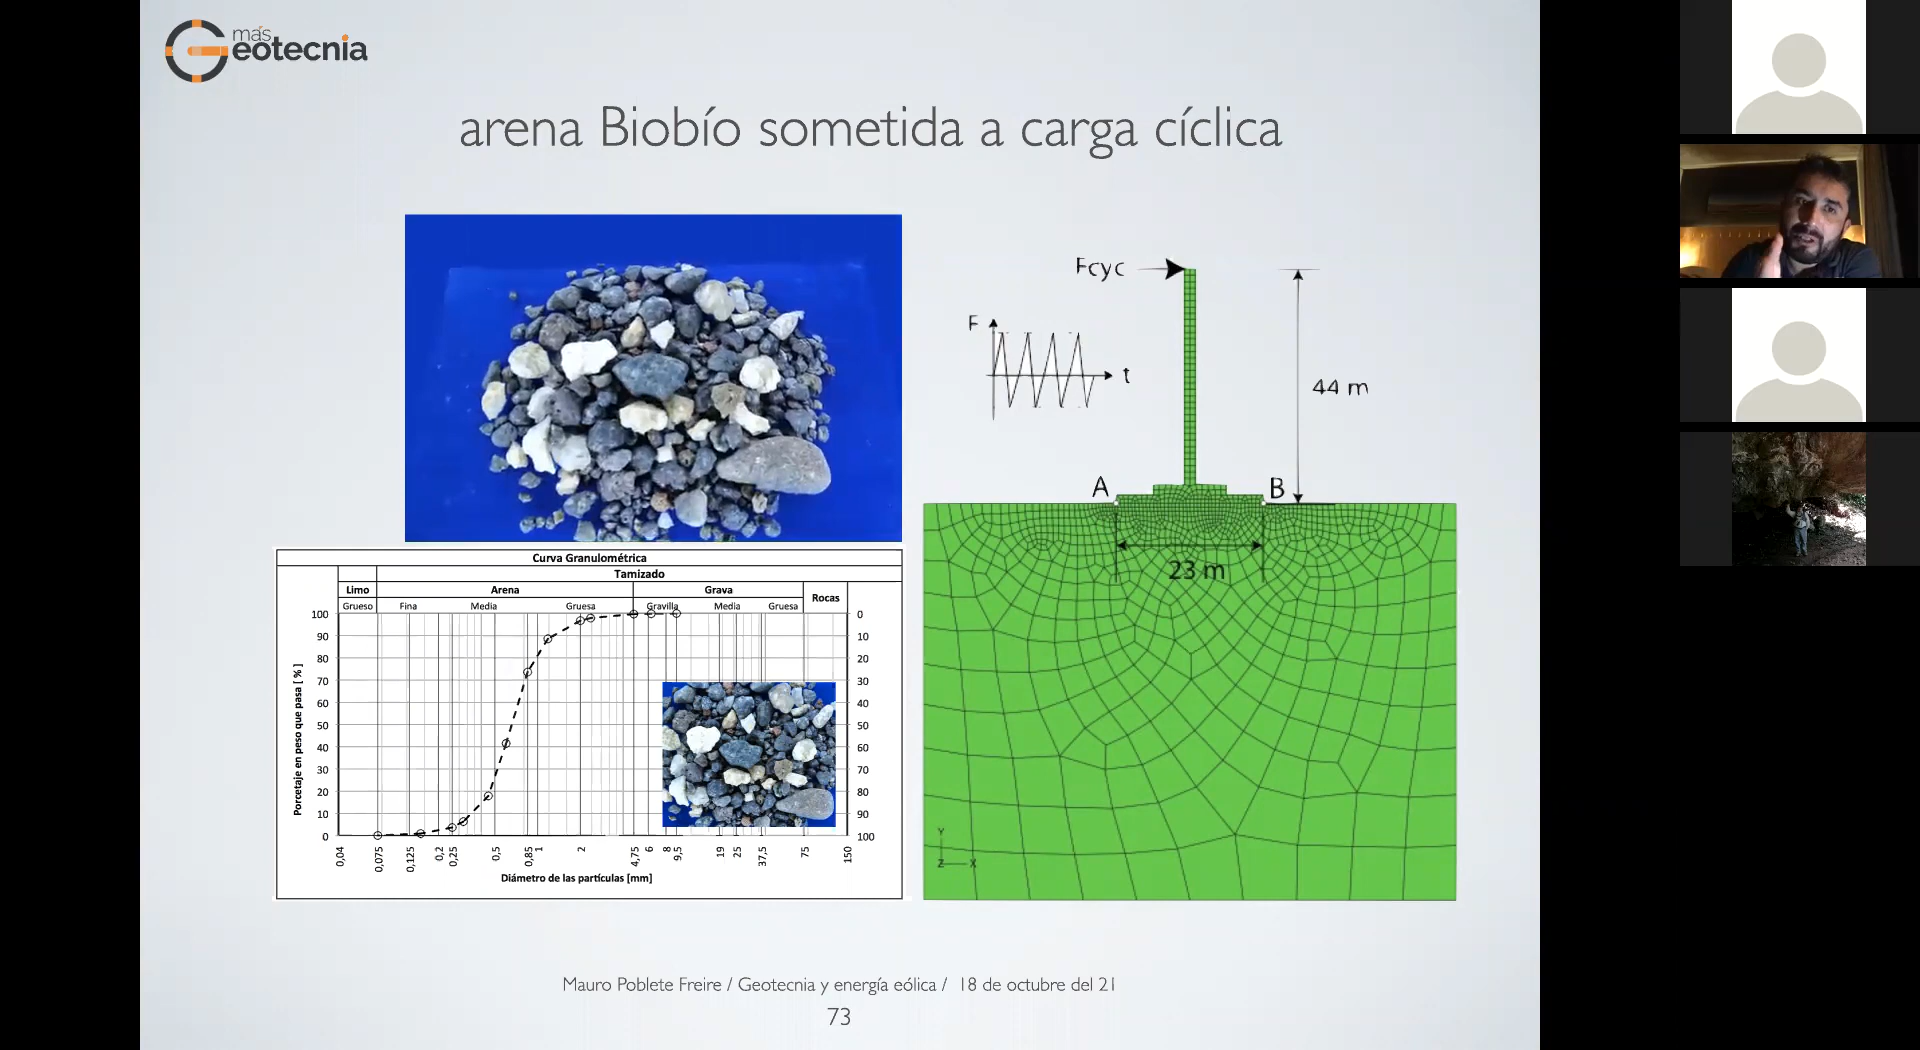 más
Geotecnia
arena Biobío sometida a carga cíclica
Fcyc
F
t
44 m
A
B
23 m
Y
Z
X
Curva Granulométrica
Tamizado
Limo
Arena
Grava
Rocas
Grueso
Fina
Media
Gruesa
Gravilla
Media
Gruesa
Porcetaje en peso que pasa [ % ]
100
90
80
70
60
50
40
30
20
10
0
0
10
20
30
40
50
60
70
80
90
100
0,04
0,075
0,125
0,2
0,25
0,5
0,85
1
2
4,75
6
8
9,5
19
25
37,5
75
150
Diámetro de las partículas [mm]
Mauro Poblete Freire / Geotecnia y energía eólica / 18 de octubre del 21
73